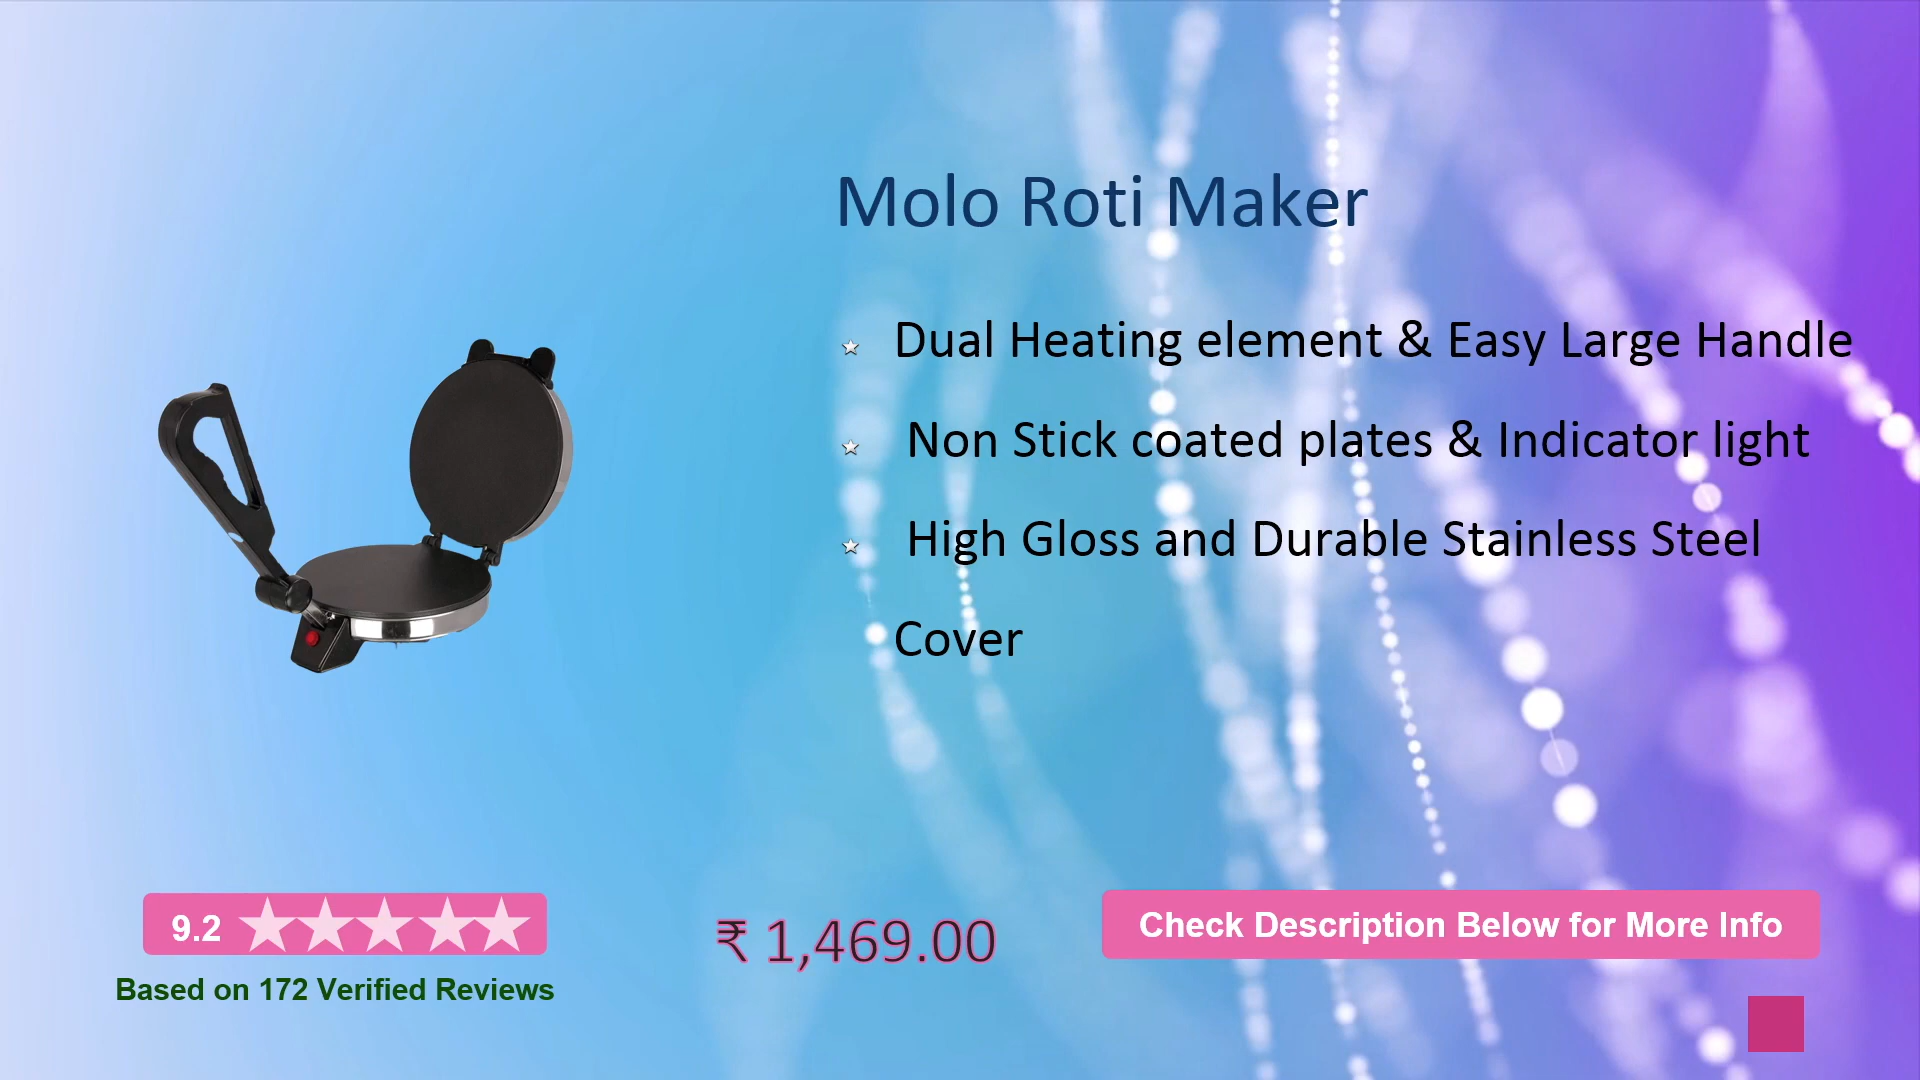 Molo Roti Maker
Dual Heating element & Easy Large Handle
Non Stick coated plates & Indicator light
High Gloss and Durable Stainless Steel
Cover
9.2
Based on 172 Verified Reviews
₹ 1,469.00
Check Description Below for More Info